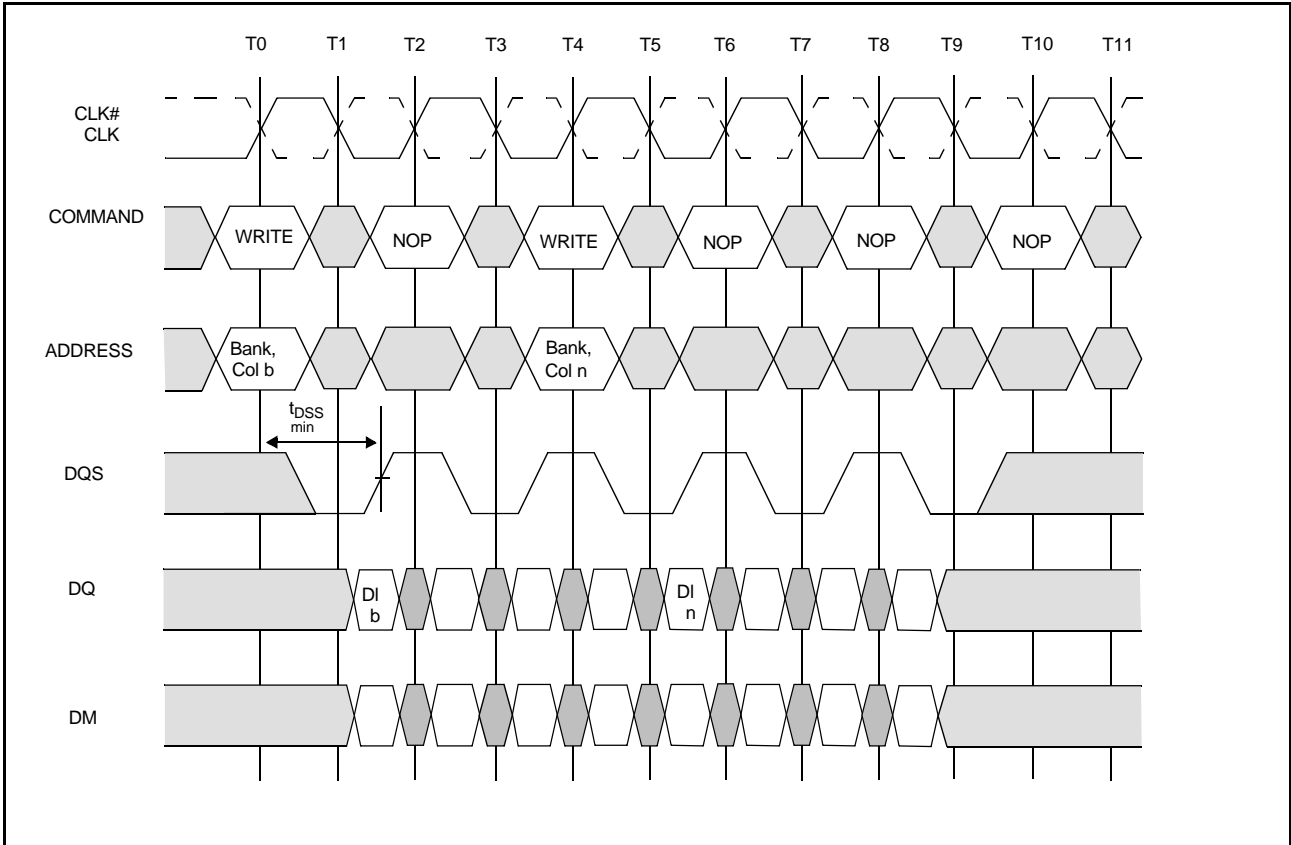 T0 T1 T2 T3 T4 T5 T6 T7 T8 T9 T10 T11
CLK#
CLK
COMMAND
WRITE NOP WRITE NOP NOP NOP
ADDRESS
Bank,
Col b
Bank,
Col n
tDSS
min
DQS
DQ
DI
b
DI
n
DM